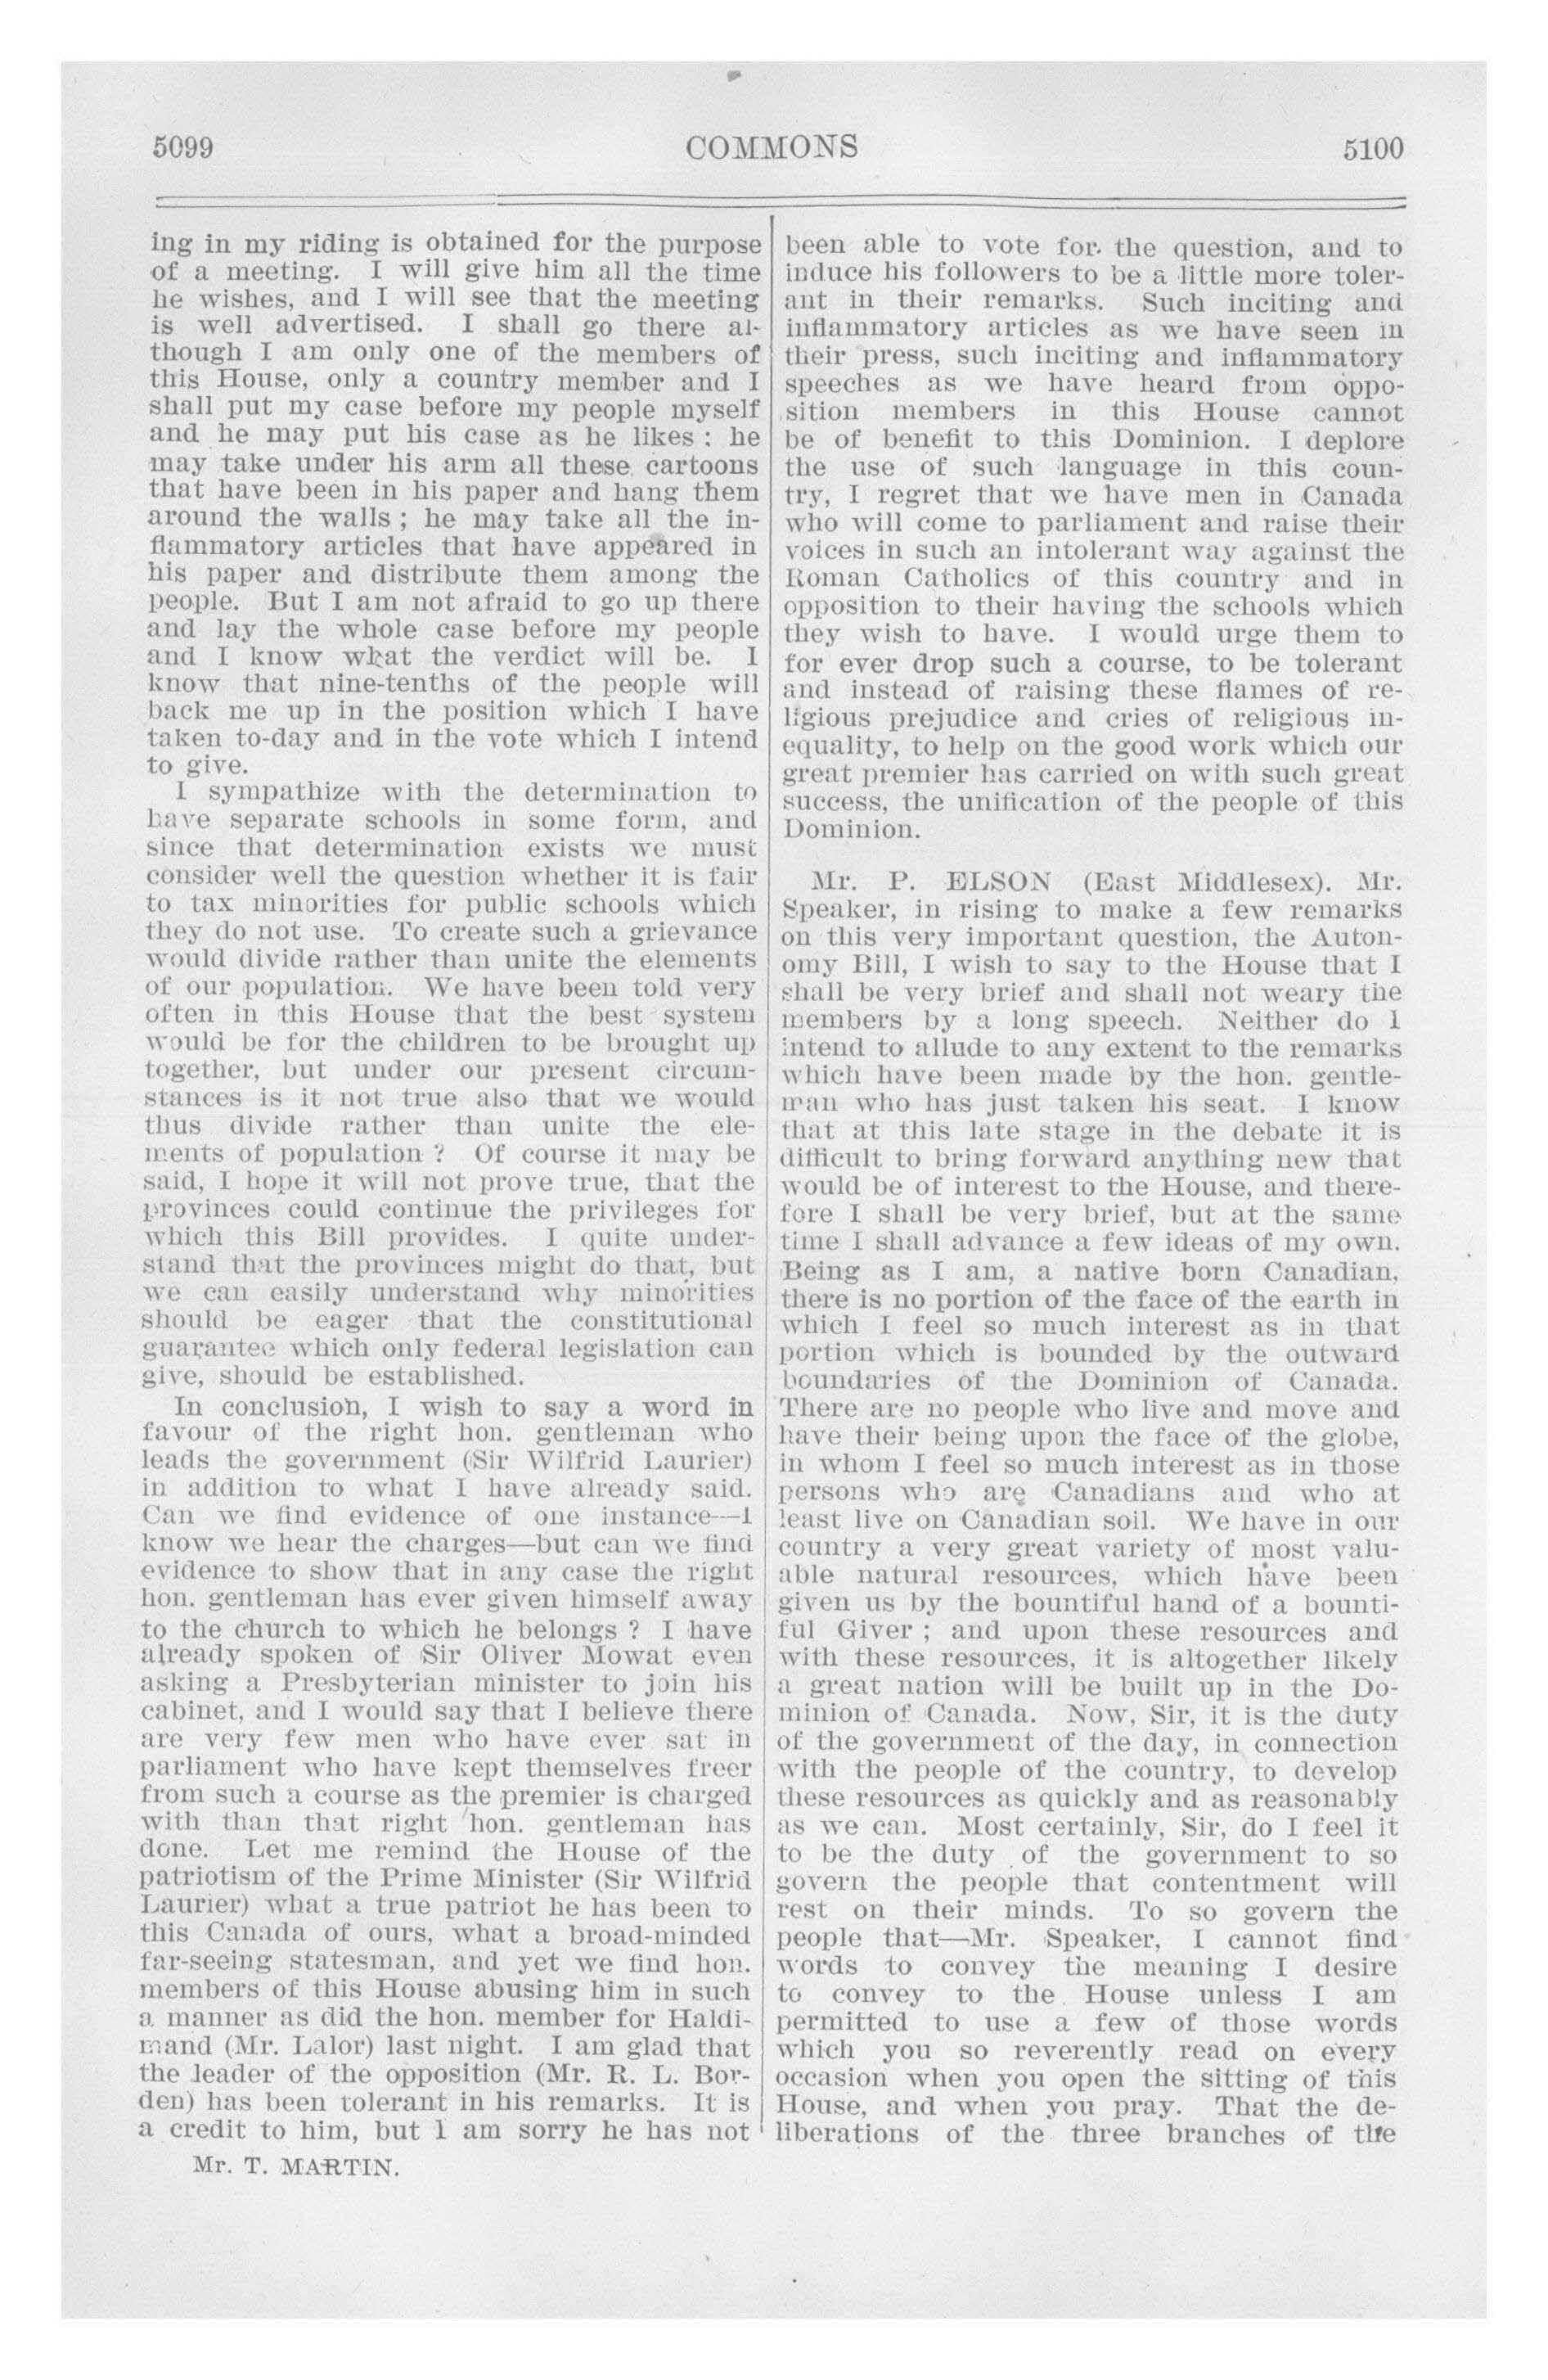 5099
COMMONS
5100
ing in my riding is obtained for the purpose
of a meeting. I will give him all the time
he wishes, and I will see that the meeting
is well advertised. I shall go there al-
though I am only one of the members of
this House, only a country member and I
shall put my case before my people myself
and he may put his case as he likes : he
may take under his arm all these cartoons
that have been in his paper and hang them
around the walls ; he may take all the in-
flammatory articles that have appeared in
his paper and distribute them among the
people. But I am not afraid to go up there
and lay the whole case before my people
and I know what the verdict will be. I
know that nine-tenths of the people will
back me up in the position which I have
taken to-day and in the vote which I intend
to give.
I sympathize with the determination to
have separate schools in some form, and
since that determination exists we must
consider well the question whether it is fair
to tax minorities for public schools which
they do not use. To create such a grievance
would divide rather than unite the elements
of our population. We have been told very
often in this House that the best system
would be for the children to be brought up
together, but under our present circum-
stances is it not true also that we would
thus divide rather than unite the ele-
ments of population ? Of course it may be
said, I hope it will not prove true, that the
provinces could continue the privileges for
which this Bill provides. I quite under-
stand that the provinces might do that, but
we can easily understand why minorities
should be eager that the constitutional
guarantee which only federal legislation can
give, should be established.
In conclusion, I wish to say a word in
favour of the right hon. gentleman who
leads the government (Sir Wilfrid Laurier)
in addition to what I have already said.
Can we find evidence of one instance—I
know we hear the charges—but can we find
evidence to show that in any case the right
hon. gentleman has ever given himself away
to the church to which he belongs ? I have
already spoken of Sir Oliver Mowat even
asking a Presbyterian minister to join his
cabinet, and I would say that I believe there
are very few men who have ever sat in
parliament who have kept themselves freer
from such a course as the premier is charged
with than that right hon. gentleman has
done. Let me remind the House of the
patriotism of the Prime Minister (Sir Wilfrid
Laurier) what a true patriot he has been to
this Canada of ours, what a broad-minded
far-seeing statesman, and yet we find hon.
members of this House abusing him in such
a manner as did the hon. member for Haldi-
mand (Mr. Lalor) last night. I am glad that
the leader of the opposition (Mr. R. L. Bor-
den) has been tolerant in his remarks. It is
a credit to him, but I am sorry he has not
Mr. T. MARTIN.
been able to vote for the question, and to
induce his followers to be a little more toler-
ant in their remarks. Such inciting and
inflammatory articles as we have seen in
their press, such inciting and inflammatory
speeches as we have heard from oppo-
sition members in this House cannot
be of benefit to this Dominion. I deplore
the use of such language in this coun-
try, I regret that we have men in Canada
who will come to parliament and raise their
voices in such an intolerant way against the
Roman Catholics of this country and in
opposition to their having the schools which
they wish to have. I would urge them to
for ever drop such a course, to be tolerant
and instead of raising these flames of re-
ligious prejudice and cries of religious in-
equality, to help on the good work which our
great premier has carried on with such great
success, the unification of the people of this
Dominion.
Mr. P. ELSON (East Middlesex). Mr.
Speaker, in rising to make a few remarks
on this very important question, the Auton-
omy Bill, I wish to say to the House that I
shall be very brief and shall not weary the
members by a long speech. Neither do I
intend to allude to any extent to the remarks
which have been made by the hon. gentle-
man who has just taken his seat. I know
that at this late stage in the debate it is
difficult to bring forward anything new that
would be of interest to the House, and there-
fore I shall be very brief, but at the same
time I shall advance a few ideas of my own.
Being as I am, a native born Canadian,
there is no portion of the face of the earth in
which I feel so much interest as in that
portion which is bounded by the outward
boundaries of the Dominion of Canada.
There are no people who live and move and
have their being upon the face of the globe,
in whom I feel so much interest as in those
persons who are Canadians and who at
least live on Canadian soil. We have in our
country a very great variety of most valu-
able natural resources, which have been
given us by the bountiful hand of a bounti-
ful Giver ; and upon these resources and
with these resources, it is altogether likely
a great nation will be built up in the Do-
minion of Canada. Now, Sir, it is the duty
of the government of the day, in connection
with the people of the country, to develop
these resources as quickly and as reasonably
as we can. Most certainly, Sir, do I feel it
to be the duty of the government to so
govern the people that contentment will
rest on their minds. To so govern the
people that—Mr. Speaker, I cannot find
words to convey the meaning I desire
to convey to the House unless I am
permitted to use a few of those words
which you so reverently read on every
occasion when you open the sitting of this
House, and when you pray. That the de-
liberations of the three branches of the